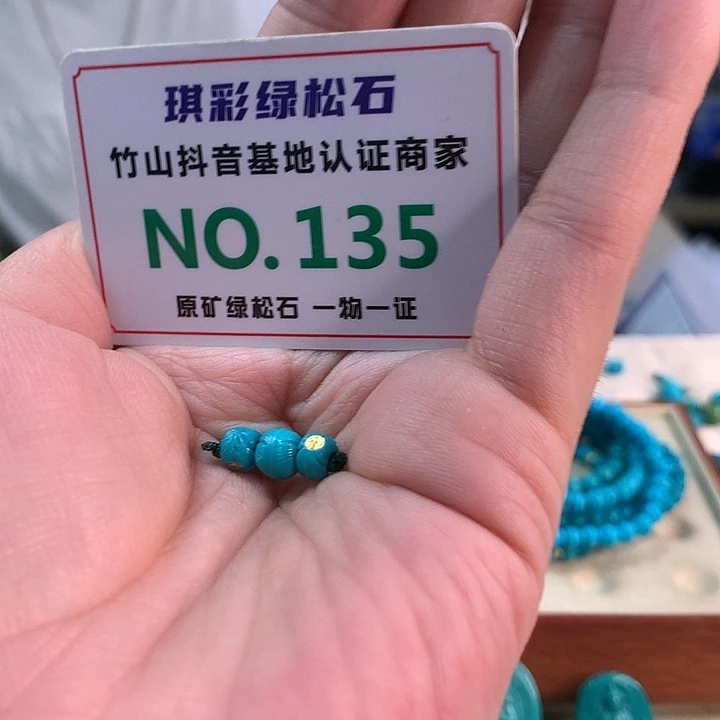 琪彩绿松石
竹山抖音基地认证商家
NO.135
原矿绿松石 一物一证